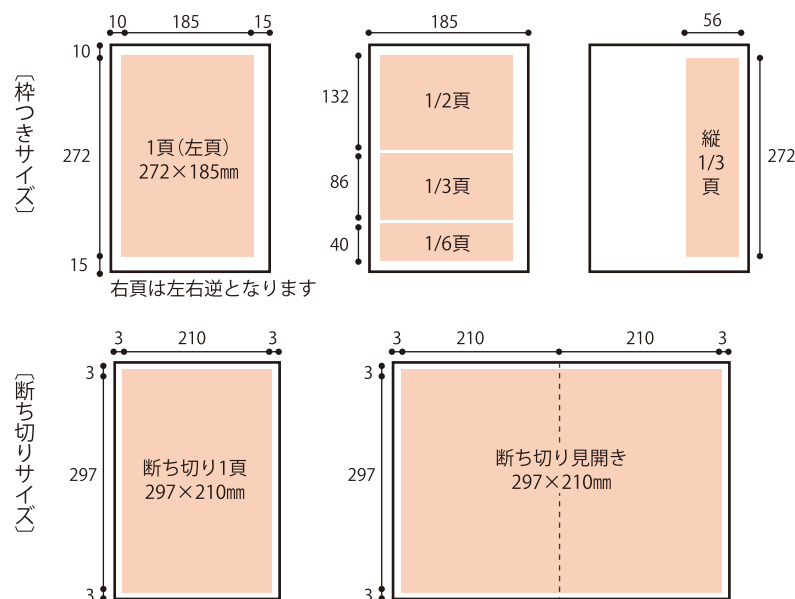 〔枠つきサイズ〕
10 185 15
10
272
15
1頁（左頁）
272×185㎜
右頁は左右逆となります
185
132
86
40
1/2頁
1/3頁
1/6頁
56
縦
1/3
頁
272
〔断ち切りサイズ〕
3 210 3
3
297
3
断ち切り1頁
297×210㎜
3 210 210 3
3
297
3
断ち切り見開き
297×210㎜